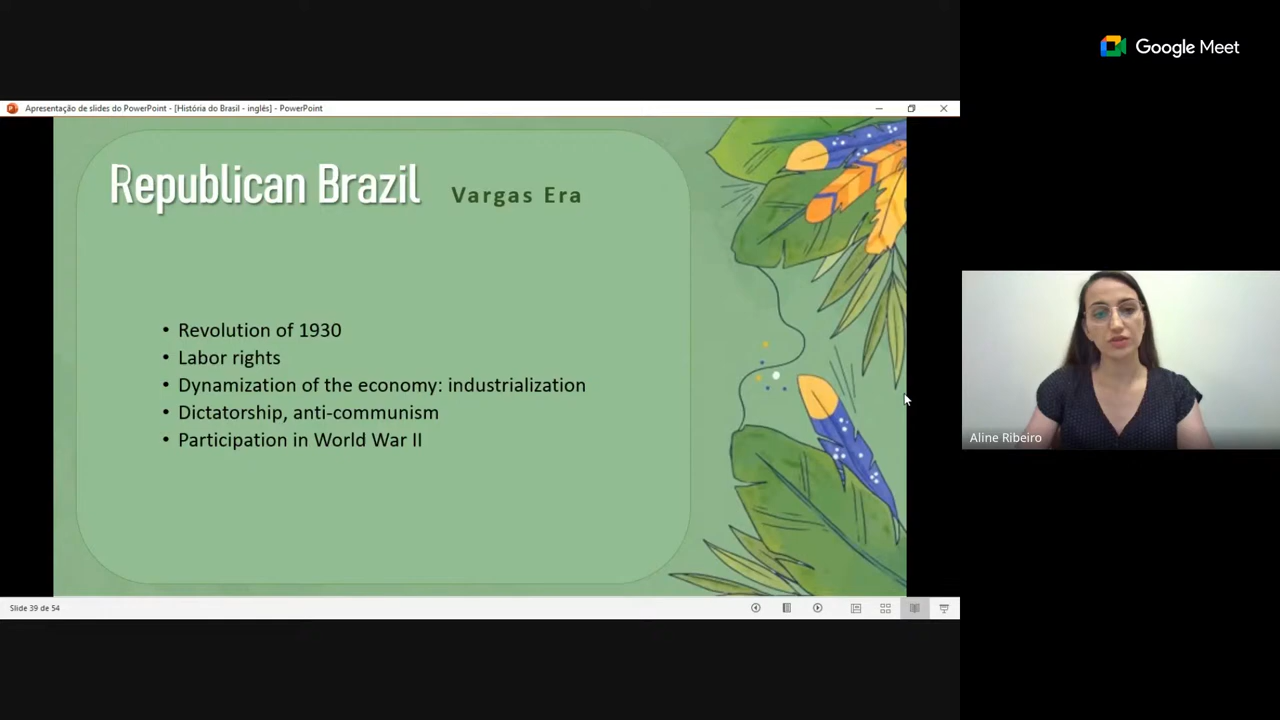 Google Meet
Apresentação de slides do PowerPoint - [História do Brasil - inglês] - PowerPoint
Republican Brazil Vargas Era
• Revolution of 1930
• Labor rights
• Dynamization of the economy: industrialization
• Dictatorship, anti-communism
• Participation in World War II
Aline Ribeiro
Slide 39 de 54